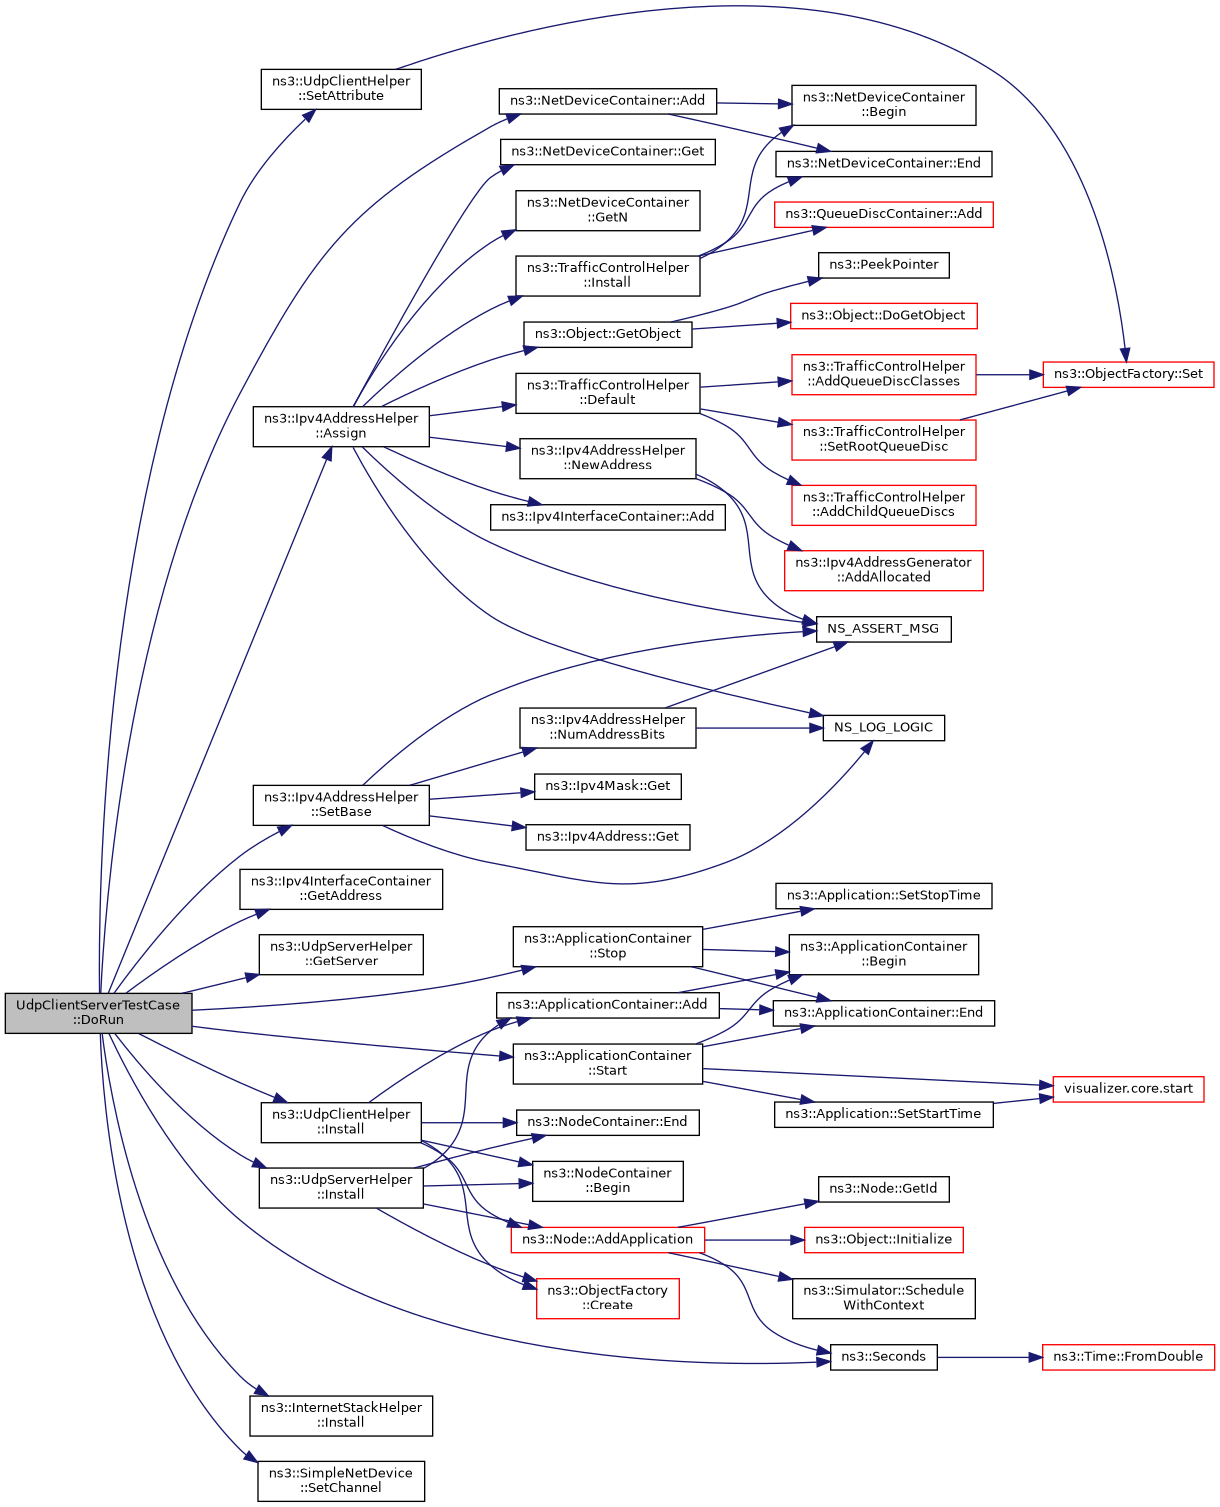 ns3::UdpClientHelper
::SetAttribute
ns3::NetDeviceContainer::Add
ns3::NetDeviceContainer
::Begin
ns3::NetDeviceContainer::Get
ns3::NetDeviceContainer::End
ns3::NetDeviceContainer
::GetN
ns3::QueueDiscContainer::Add
ns3::TrafficControlHelper
::Install
ns3::PeekPointer
ns3::Object::GetObject
ns3::Object::DoGetObject
ns3::TrafficControlHelper
::Default
ns3::TrafficControlHelper
::AddQueueDiscClasses
ns3::ObjectFactory::Set
ns3::Ipv4AddressHelper
::Assign
ns3::TrafficControlHelper
::SetRootQueueDisc
ns3::Ipv4AddressHelper
::NewAddress
ns3::TrafficControlHelper
::AddChildQueueDiscs
ns3::Ipv4InterfaceContainer::Add
ns3::Ipv4AddressGenerator
::AddAllocated
NS_ASSERT_MSG
ns3::Ipv4AddressHelper
::NumAddressBits
NS_LOG_LOGIC
ns3::Ipv4Mask::Get
ns3::Ipv4AddressHelper
::SetBase
ns3::Ipv4Address::Get
ns3::Ipv4InterfaceContainer
::GetAddress
ns3::Application::SetStopTime
ns3::UdpServerHelper
::GetServer
ns3::ApplicationContainer
::Stop
ns3::ApplicationContainer
::Begin
UdpClientServerTestCase
::DoRun
ns3::ApplicationContainer::Add
ns3::ApplicationContainer::End
ns3::ApplicationContainer
::Start
visualizer.core.start
ns3::UdpClientHelper
::Install
ns3::NodeContainer::End
ns3::Application::SetStartTime
ns3::UdpServerHelper
::Install
ns3::NodeContainer
::Begin
ns3::Node::GetId
ns3::Node::AddApplication
ns3::Object::Initialize
ns3::ObjectFactory
::Create
ns3::Simulator::Schedule
WithContext
ns3::Seconds
ns3::Time::FromDouble
ns3::InternetStackHelper
::Install
ns3::SimpleNetDevice
::SetChannel